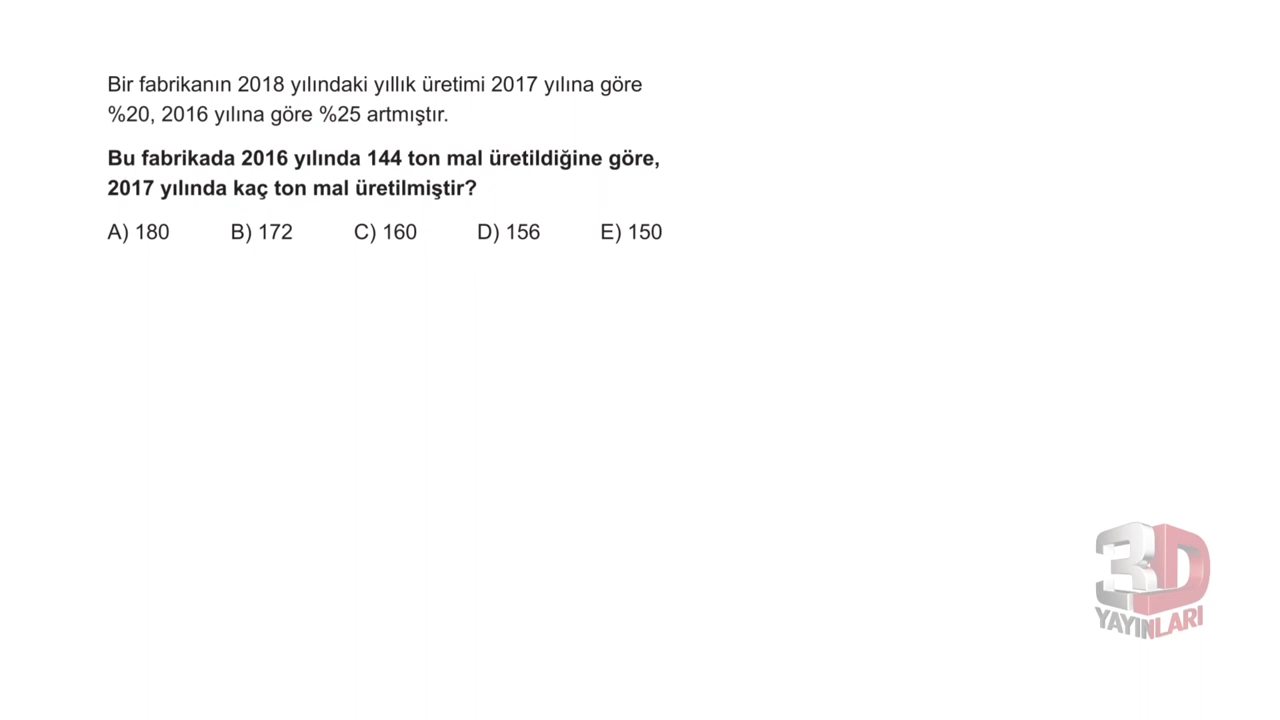 Bir fabrikanın 2018 yılındaki yıllık üretimi 2017 yılına göre
%20, 2016 yılına göre %25 artmıştır.
Bu fabrikada 2016 yılında 144 ton mal üretildiğine göre,
2017 yılında kaç ton mal üretilmiştir?
A) 180 B) 172 C) 160 D) 156 E) 150
3D
YAYINLARI